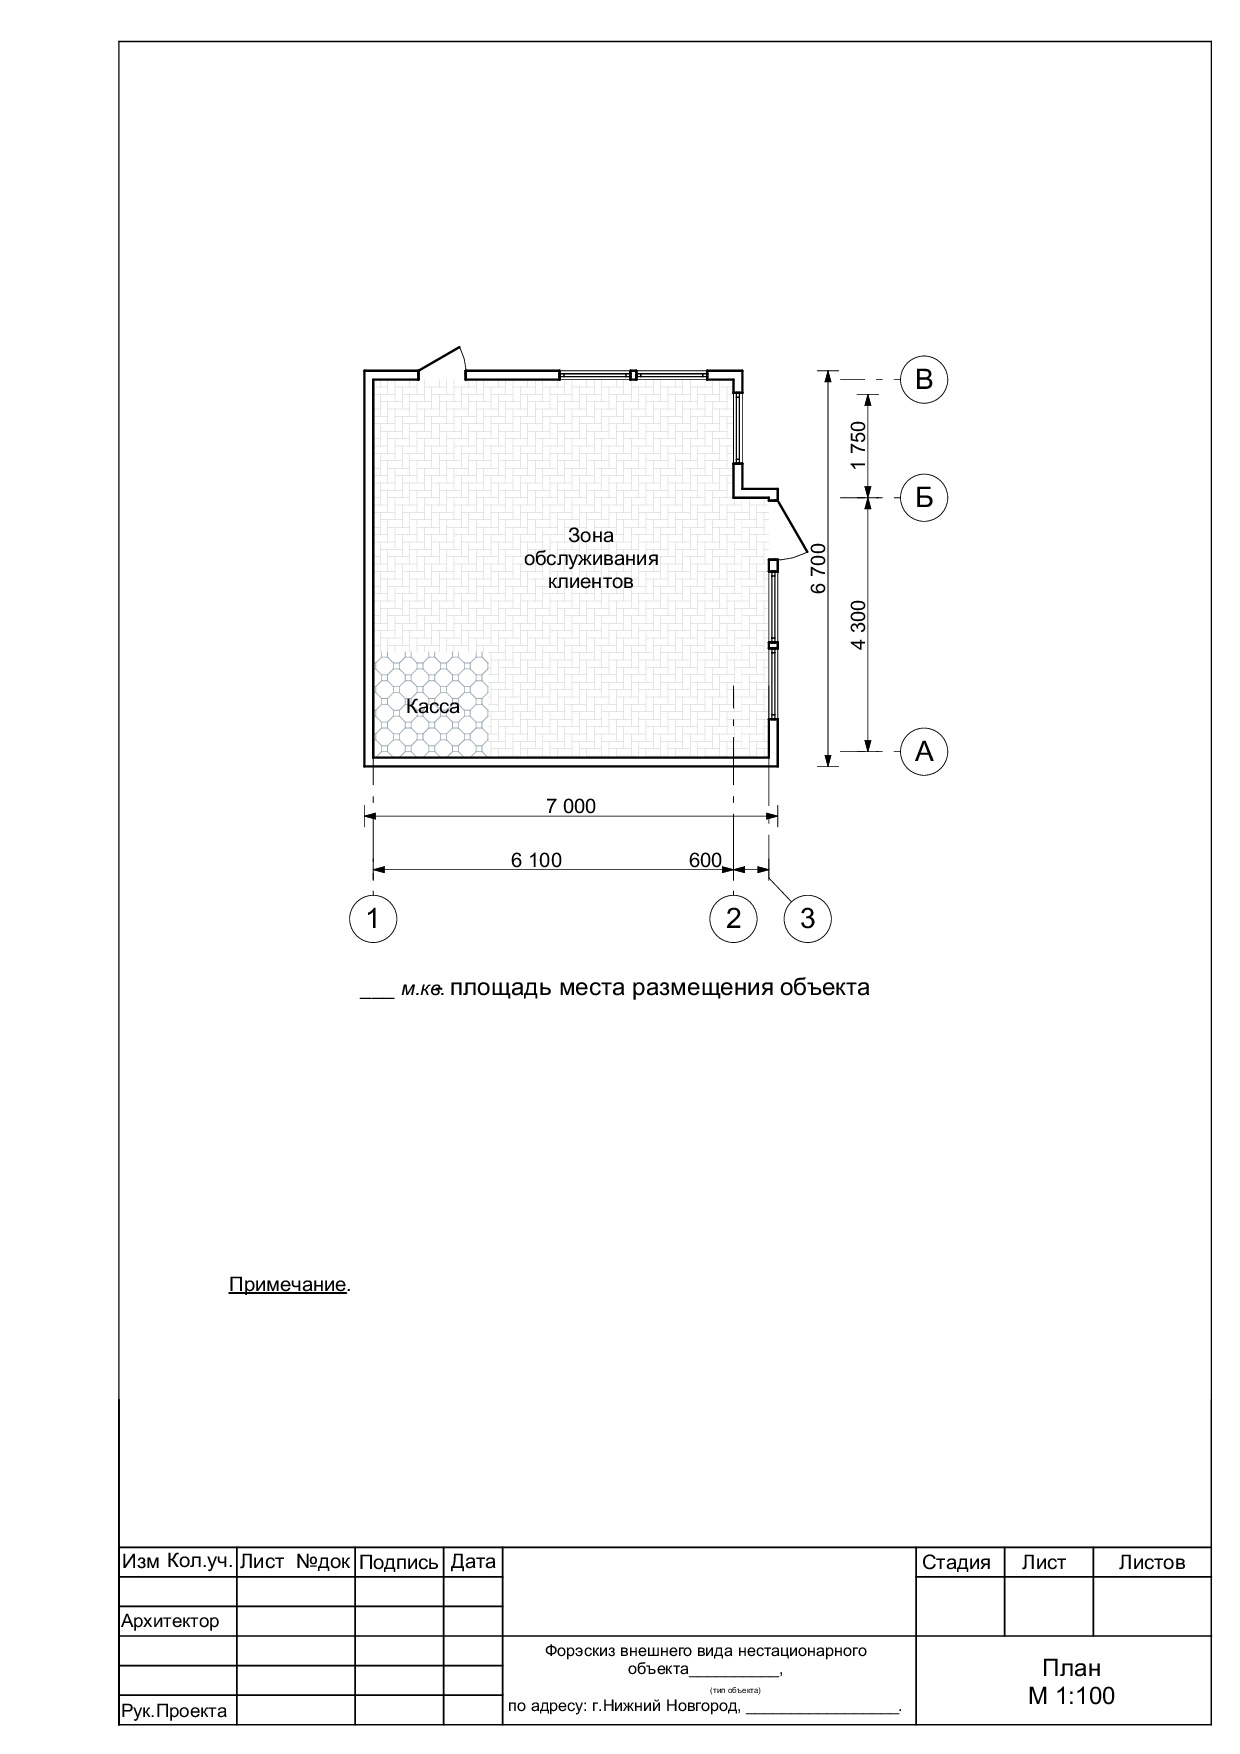 В
1 750
Б
Зона
обслуживания
клиентов
6 700
4 300
Касса
А
7 000
6 100
600
1
2
3
___ м.кв. - площадь места размещения объекта
Примечание.
Изм Кол.уч. Лист №док Подпись Дата
Стадия Лист Листов
Архитектор
Форэскиз внешнего вида нестационарного
объекта__________,
(тип объекта)
по адресу: г.Нижний Новгород, _________________.
План
М 1:100
Рук.Проекта